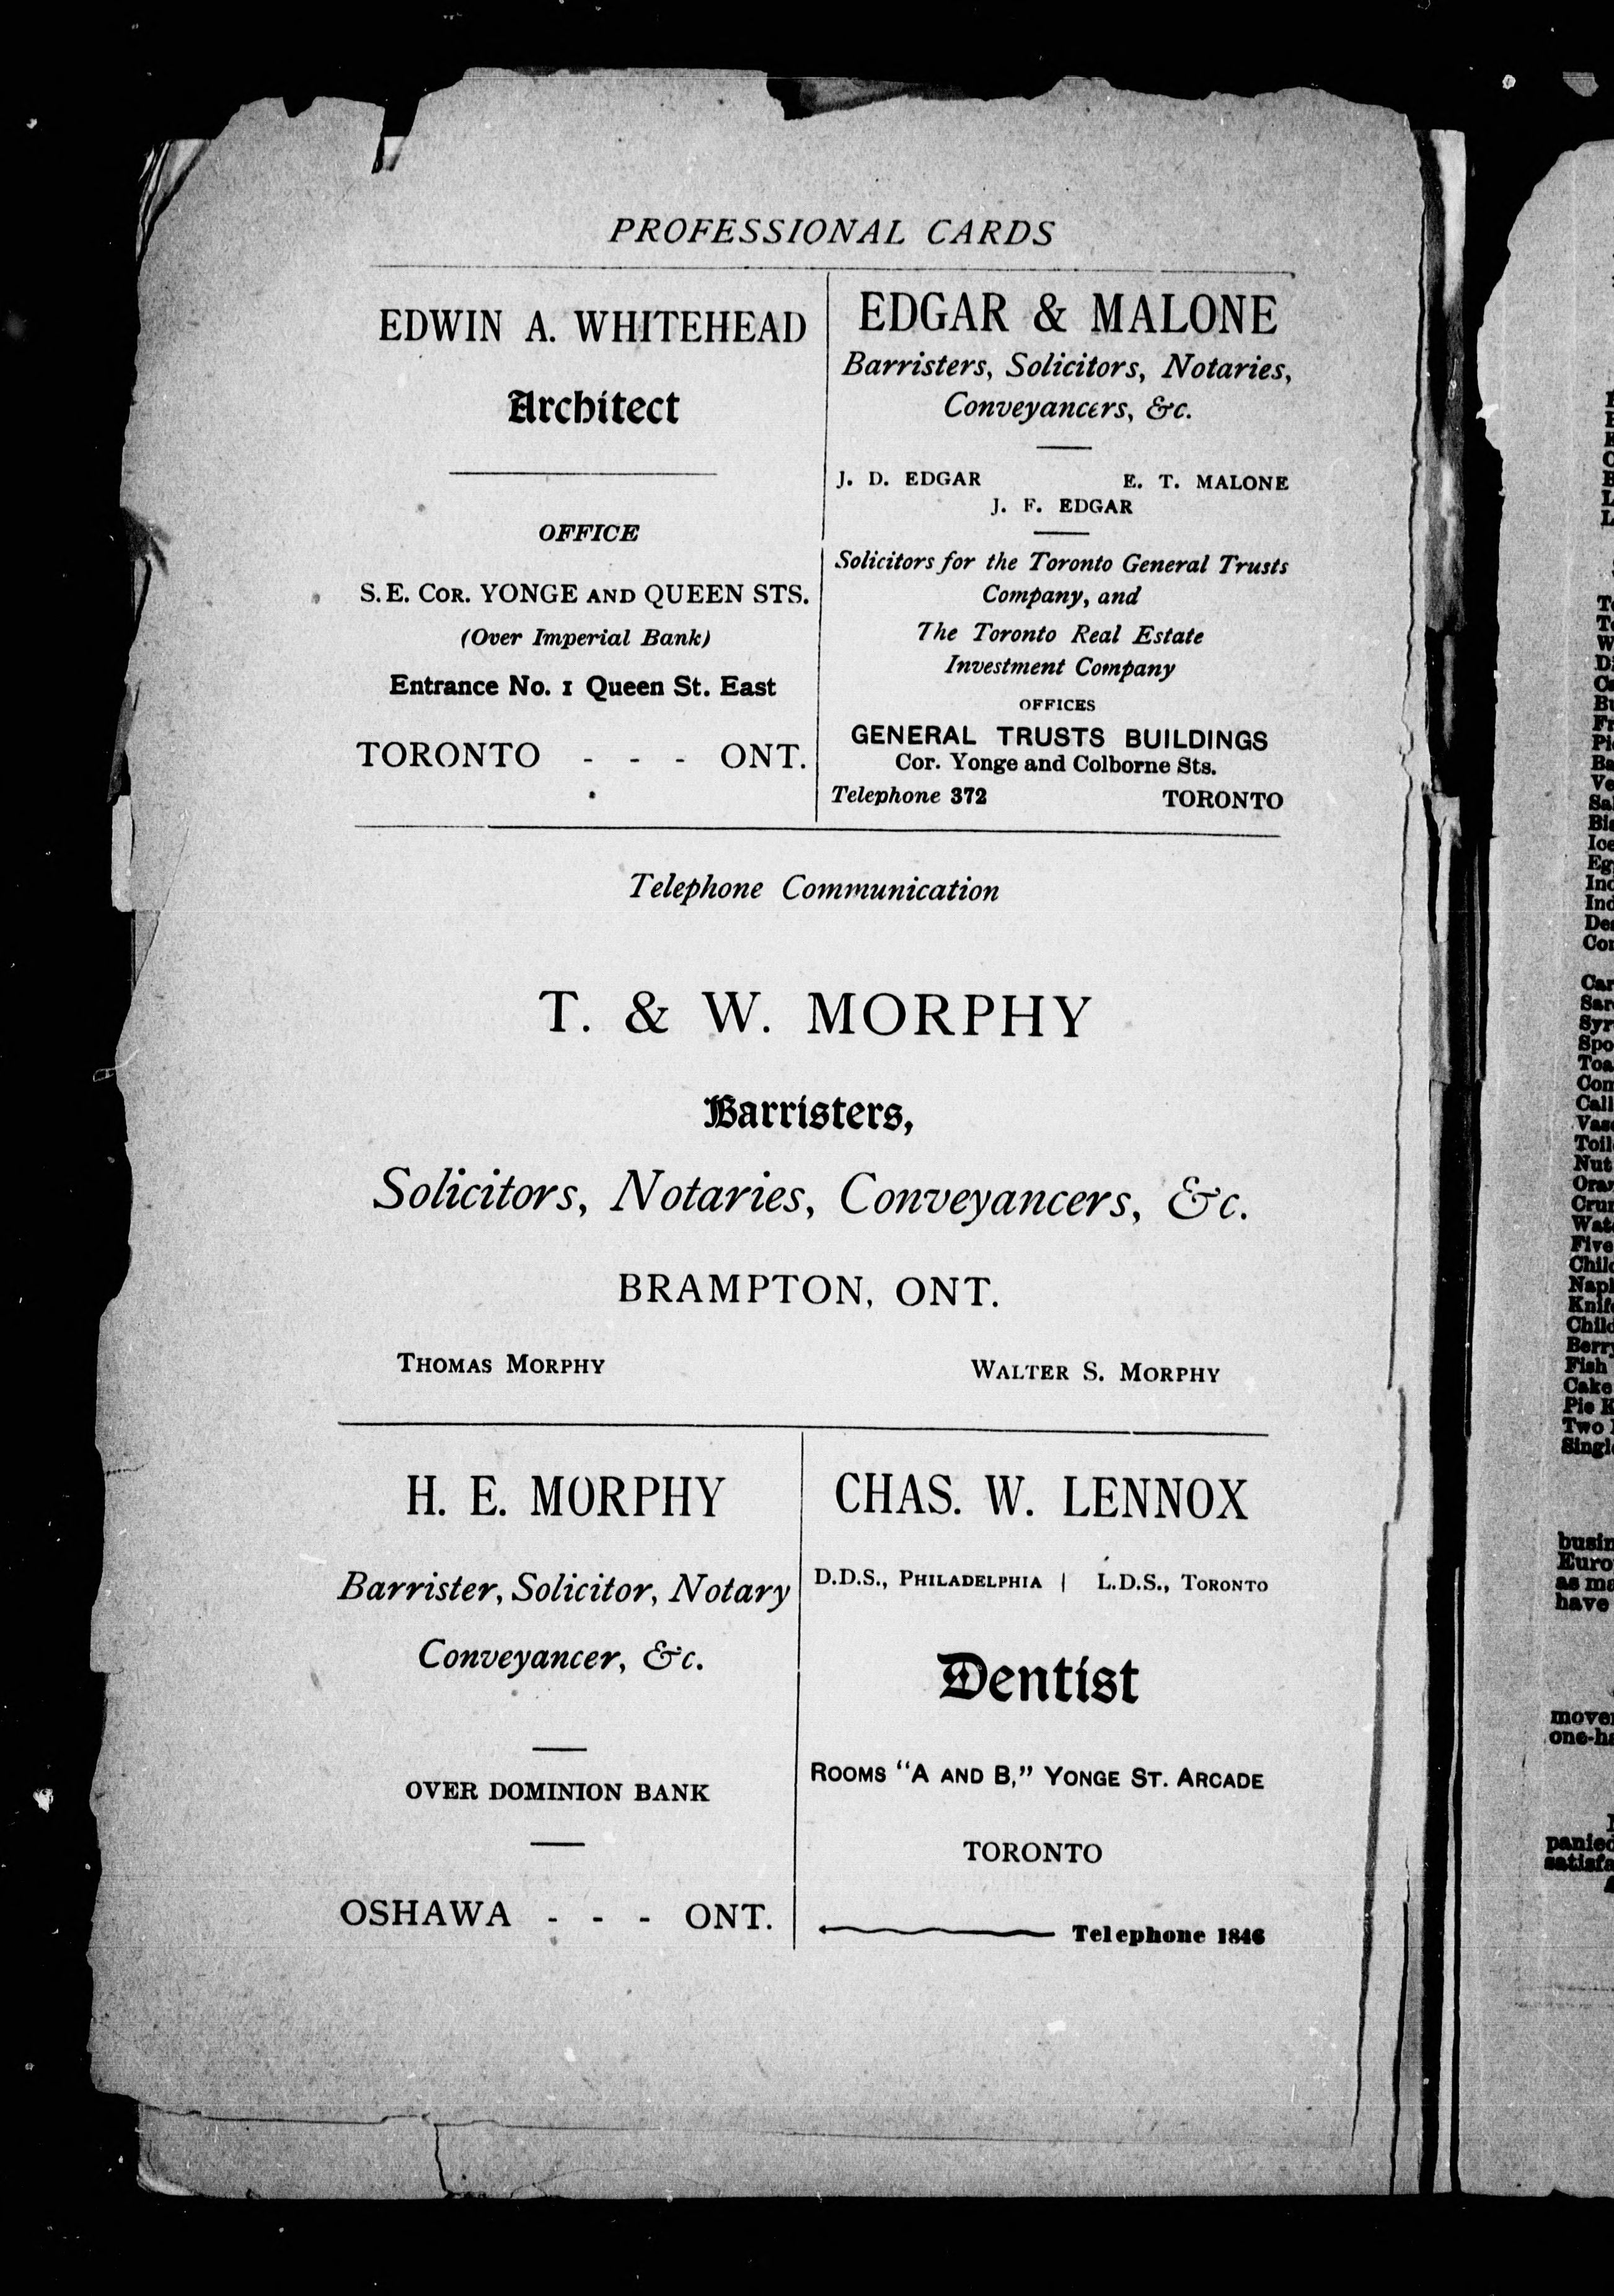 PROFESSIONAL CARDS
EDWIN A. WHITEHEAD
Architect
OFFICE
S.E. COR. YONGE AND QUEEN STS.
(Over Imperial Bank)
Entrance No. 1 Queen St. East
TORONTO - - - ONT.
EDGAR & MALONE
Barristers, Solicitors, Notaries,
Conveyancers, &c.
J. D. EDGAR E. T. MALONE
J. F. EDGAR
Solicitors for the Toronto General Trusts
Company, and
The Toronto Real Estate
Investment Company
OFFICES
GENERAL TRUSTS BUILDINGS
Cor. Yonge and Colborne Sts.
Telephone 372 TORONTO
Telephone Communication
T. & W. MORPHY
Barristers,
Solicitors, Notaries, Conveyancers, &c.
BRAMPTON, ONT.
THOMAS MORPHY WALTER S. MORPHY
H. E. MORPHY
Barrister, Solicitor, Notary
Conveyancer, &c.
OVER DOMINION BANK
OSHAWA - - - ONT.
CHAS. W. LENNOX
D.D.S., PHILADELPHIA | L.D.S., TORONTO
Dentist
ROOMS "A AND B," YONGE ST. ARCADE
TORONTO
Telephone 1846